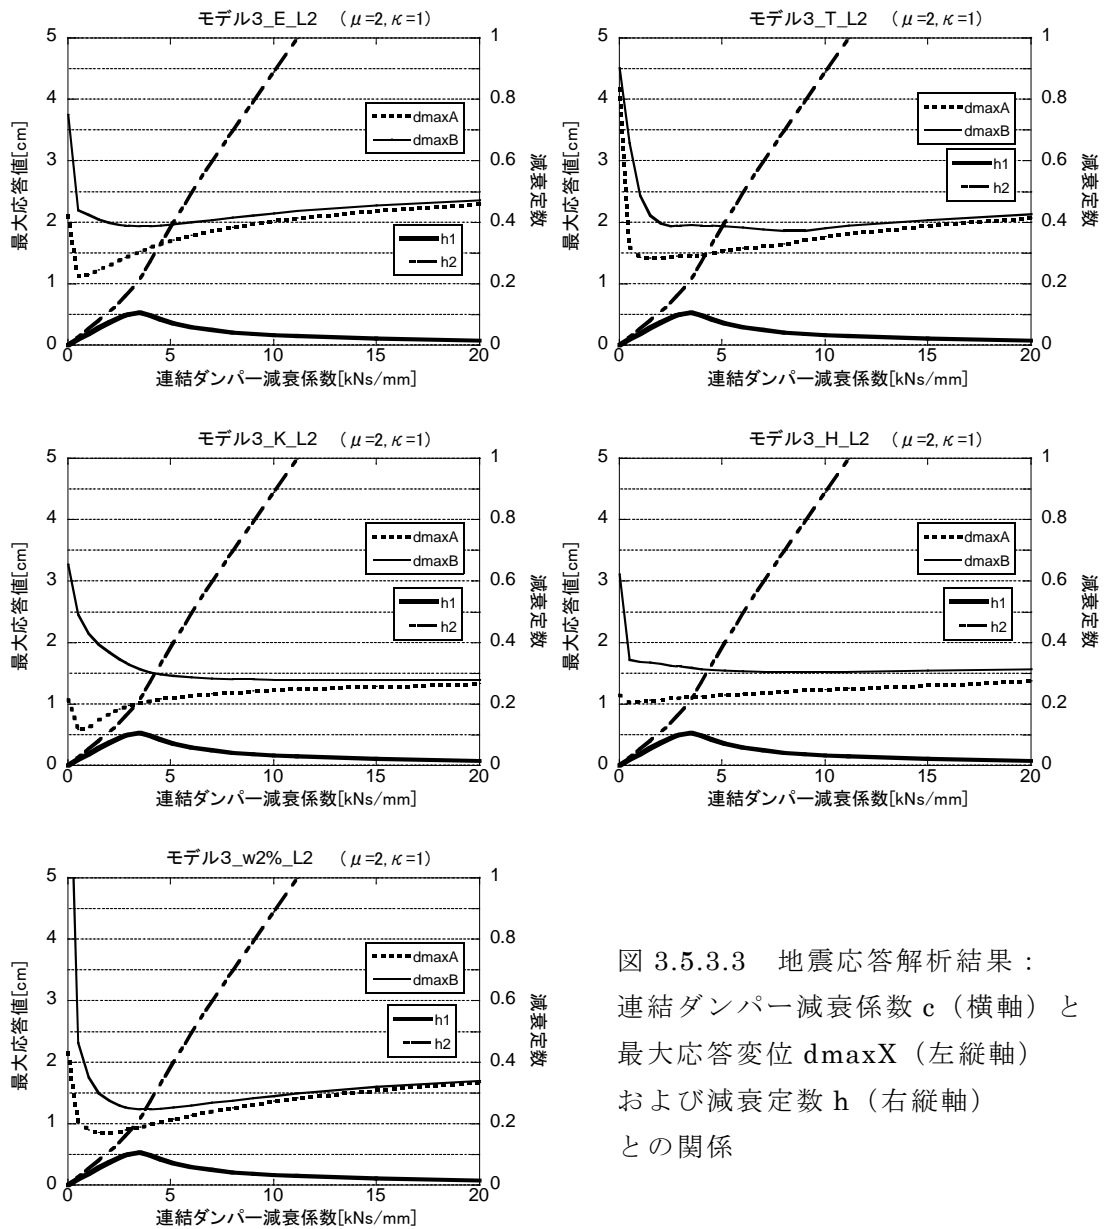 モデル3_E_L2 (μ=2, κ=1)
5 4 3 2 1 0
最大応答値[cm]
1 0.8 0.6 0.4 0.2 0
減衰定数
dmaxA
dmaxB
h1
h2
0 5 10 15 20
連結ダンパー減衰係数[kNs/mm]
モデル3_T_L2 (μ=2, κ=1)
5 4 3 2 1 0
最大応答値[cm]
1 0.8 0.6 0.4 0.2 0
減衰定数
dmaxA
dmaxB
h1
h2
0 5 10 15 20
連結ダンパー減衰係数[kNs/mm]
モデル3_K_L2 (μ=2, κ=1)
5 4 3 2 1 0
最大応答値[cm]
1 0.8 0.6 0.4 0.2 0
減衰定数
dmaxA
dmaxB
h1
h2
0 5 10 15 20
連結ダンパー減衰係数[kNs/mm]
モデル3_H_L2 (μ=2, κ=1)
5 4 3 2 1 0
最大応答値[cm]
1 0.8 0.6 0.4 0.2 0
減衰定数
dmaxA
dmaxB
h1
h2
0 5 10 15 20
連結ダンパー減衰係数[kNs/mm]
モデル3_w2%_L2 (μ=2, κ=1)
5 4 3 2 1 0
最大応答値[cm]
1 0.8 0.6 0.4 0.2 0
減衰定数
dmaxA
dmaxB
h1
h2
0 5 10 15 20
連結ダンパー減衰係数[kNs/mm]
図 3.5.3.3 地震応答解析結果：
連結ダンパー減衰係数 c（横軸）と
最大応答変位 dmaxX（左縦軸）
および減衰定数 h（右縦軸）
との関係